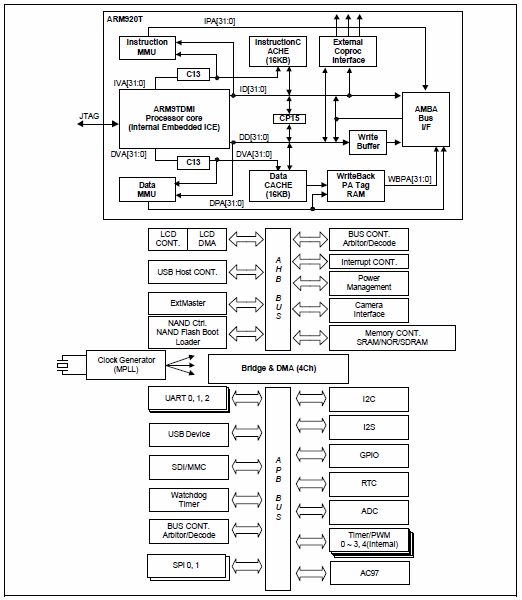 ARM920T
IPA[31:0]
Instruction
MMU
InstructionC
ACHE
(16KB)
External
Coproc
Interface
C13
IVA[31:0]
ID[31:0]
JTAG
ARM9TDMI
Processor core
(Internal Embedded ICE)
CP15
AMBA
Bus
I/F
DD[31:0]
Write
Buffer
DVA[31:0]
C13
DVA[31:0]
Data
MMU
Data
CACHE
(16KB)
WriteBack
PA Tag
RAM
WBPA[31:0]
DPA[31:0]
LCD
CONT.
LCD
DMA
BUS CONT.
Arbitor/Decode
USB Host CONT.
Interrupt CONT.
Power
Management
ExtMaster
Camera
Interface
NAND Ctrl.
NAND Flash Boot
Loader
Memory CONT.
SRAM/NOR/SDRAM
A
H
B
B
U
S
Clock Generator
(MPLL)
Bridge & DMA (4Ch)
UART 0, 1, 2
I2C
USB Device
I2S
SDI/MMC
GPIO
Watchdog
Timer
RTC
BUS CONT.
Arbitor/Decode
ADC
Timer/PWM
0 ~ 3, 4(Internal)
SPI 0, 1
AC97
A
P
B
B
U
S